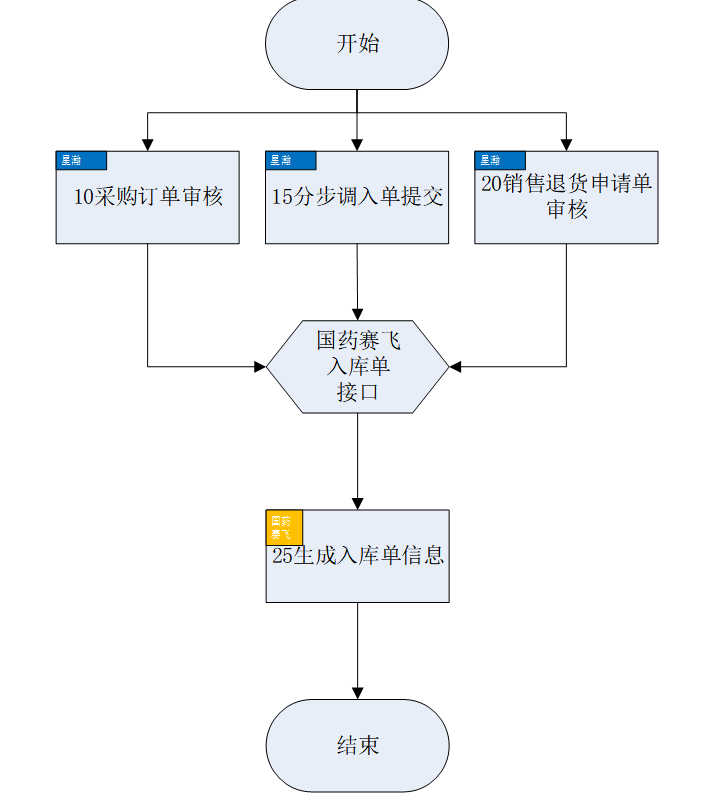 开始
星瀚
10采购订单审核
星瀚
15分步调入单提交
星瀚
20销售退货申请单
审核
国药赛飞
入库单
接口
国药
赛飞
25生成入库单信息
结束